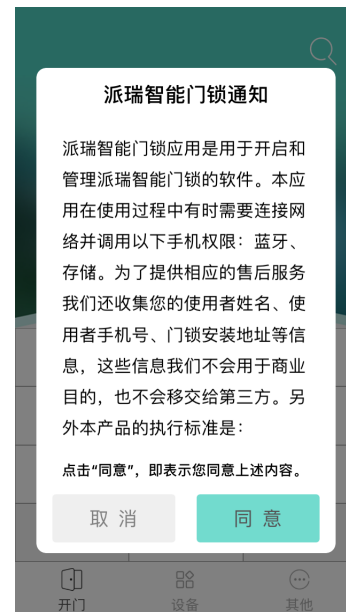 派瑞智能门锁通知
派瑞智能门锁应用是用于开启和
管理派瑞智能门锁的软件。本应
用在使用过程中有时需要连接网
络并调用以下手机权限：蓝牙、
存储。为了提供相应的售后服务
我们还收集您的使用者姓名、使
用者手机号、门锁安装地址等信
息，这些信息我们不会用于商业
目的，也不会移交给第三方。另
外本产品的执行标准是：
点击“同意”，即表示您同意上述内容。
取 消
同 意
开门
设备
其他